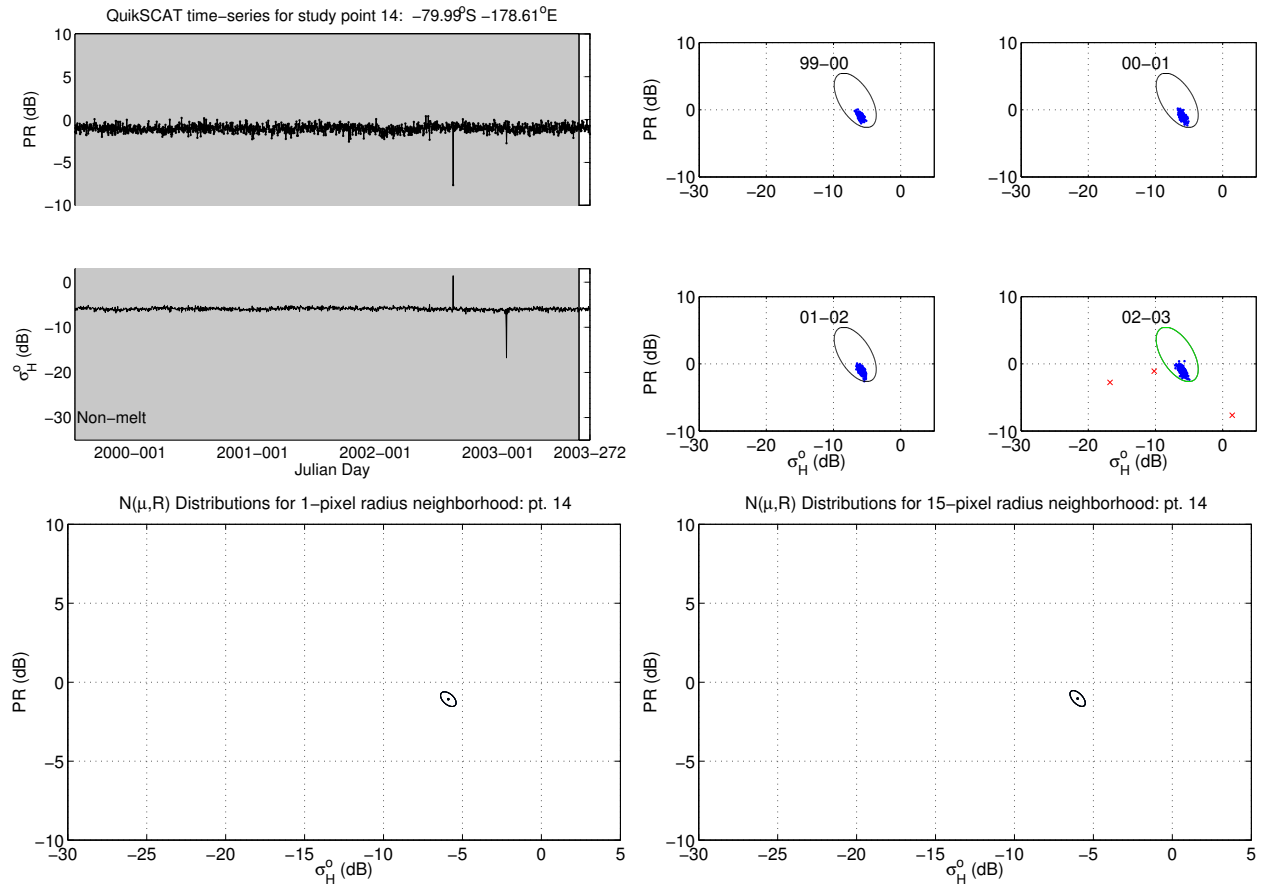 QuikSCAT time−series for study point 14: −79.99°S −178.61°E
10
5
0
−5
−10
PR (dB)
0
−10
−20
−30
σ°H (dB)
Non−melt
2000−001 2001−001 2002−001 2003−001 2003−272
Julian Day
99−00
10
0
−10
PR (dB)
−30 −20 −10 0
00−01
10
0
−10
−30 −20 −10 0
01−02
10
0
−10
PR (dB)
−30 −20 −10 0
σ°H (dB)
02−03
10
0
−10
−30 −20 −10 0
σ°H (dB)
N(μ,R) Distributions for 1−pixel radius neighborhood: pt. 14
10
5
0
−5
−10
PR (dB)
−30 −25 −20 −15 −10 −5 0 5
σ°H (dB)
N(μ,R) Distributions for 15−pixel radius neighborhood: pt. 14
10
5
0
−5
−10
PR (dB)
−30 −25 −20 −15 −10 −5 0 5
σ°H (dB)